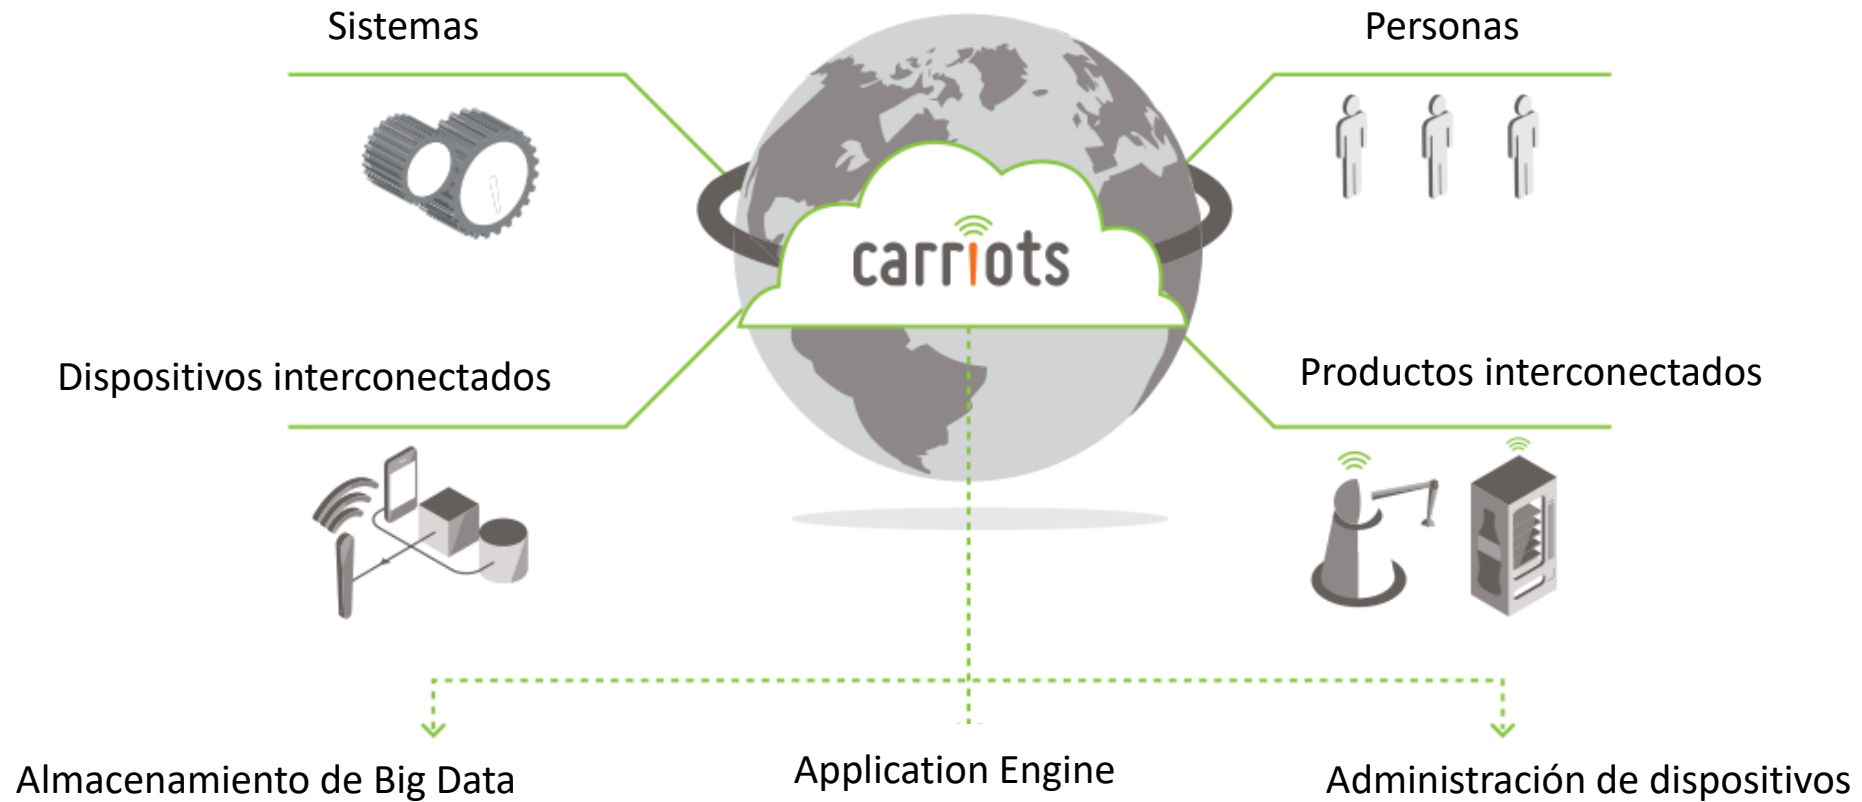 Sistemas
Personas
carriots
Dispositivos interconectados
Productos interconectados
Almacenamiento de Big Data
Application Engine
Administración de dispositivos